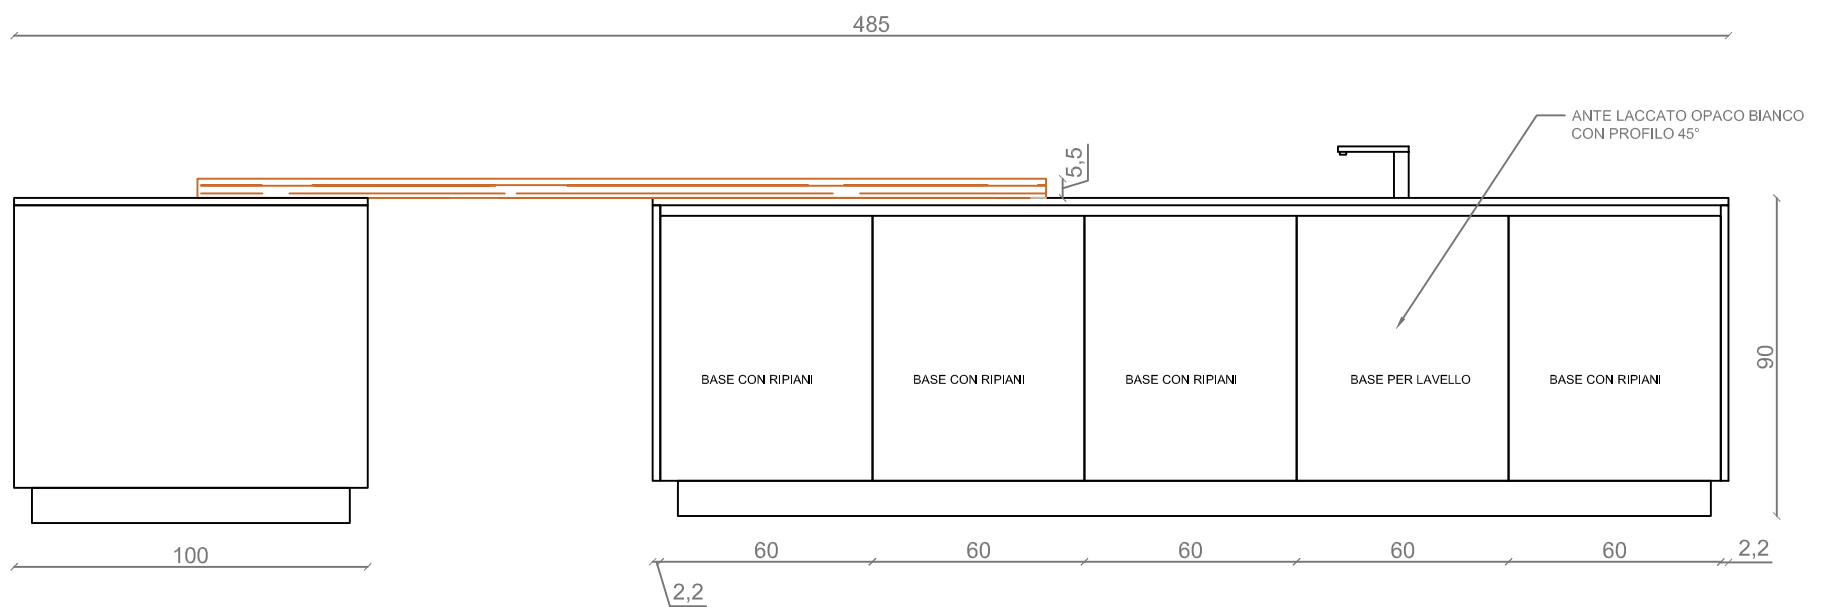 485
ANTE LACCATO OPACO BIANCO
CON PROFILO 45°
5,5
90
BASE CON RIPIANI
BASE CON RIPIANI
BASE CON RIPIANI
BASE PER LAVELLO
BASE CON RIPIANI
100
60
60
60
60
60
2,2
2,2